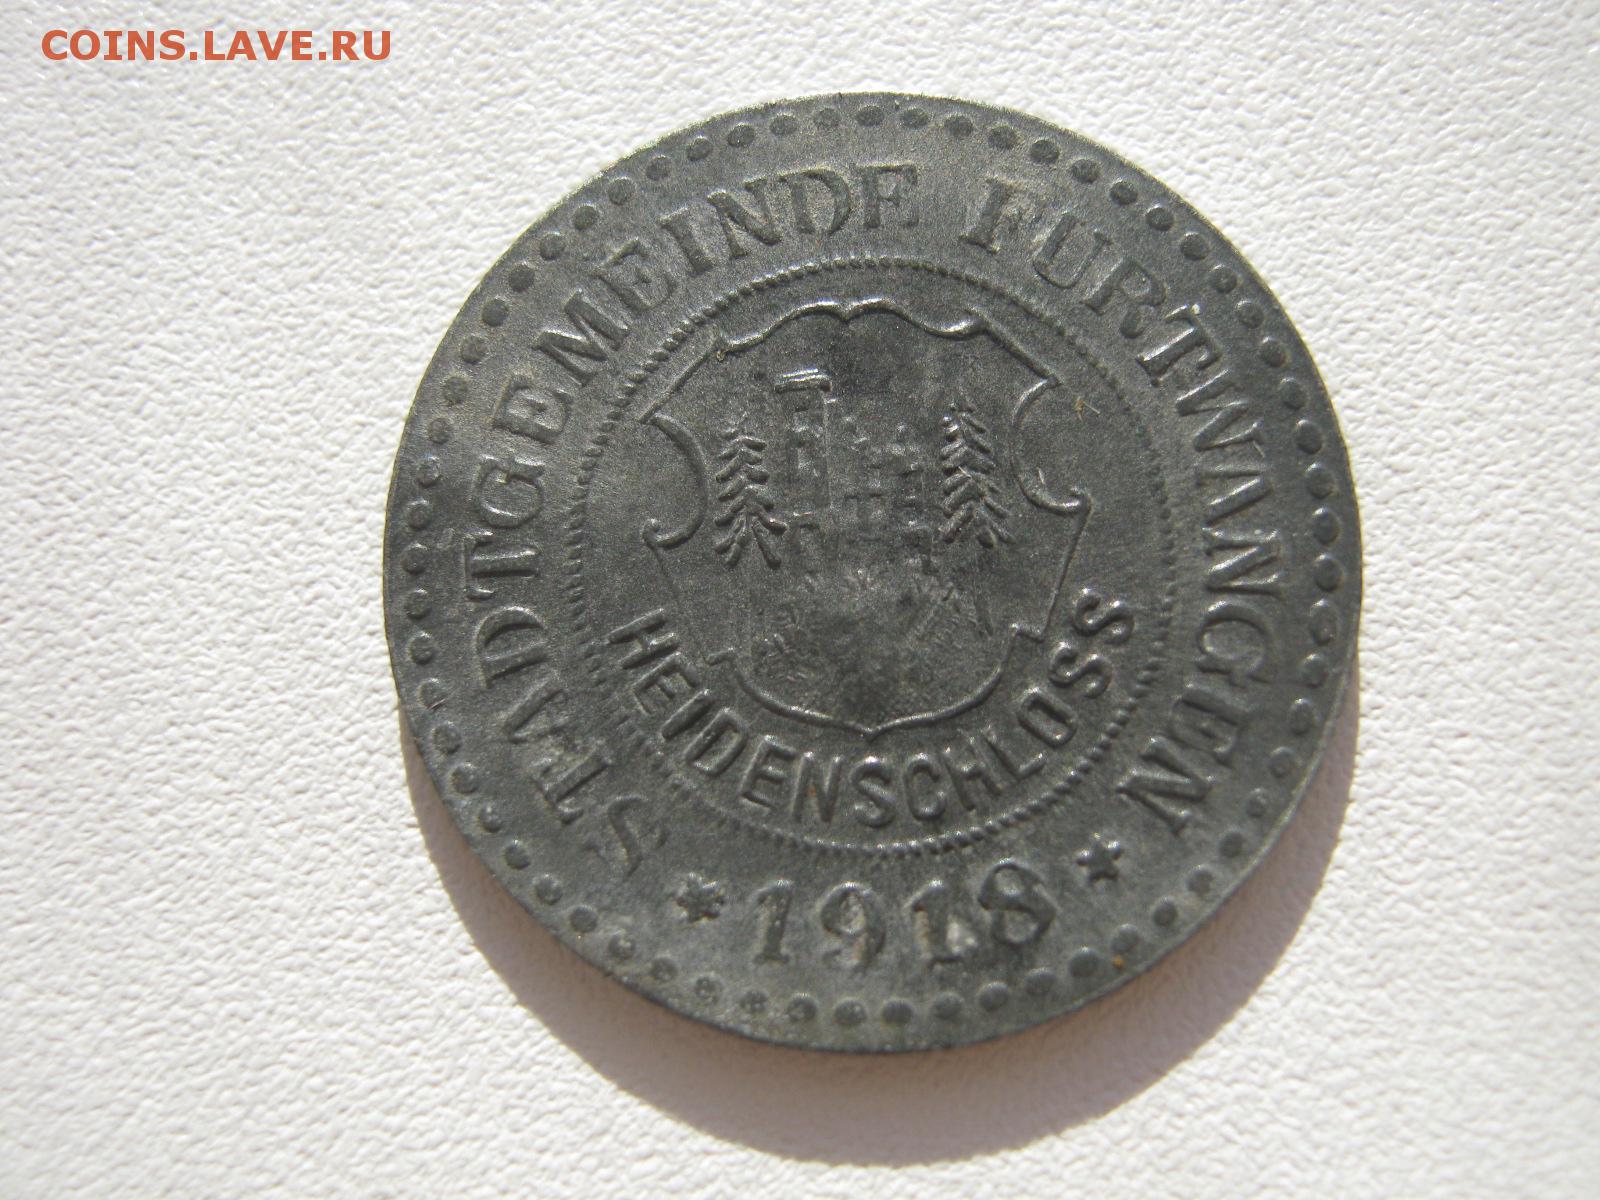 COINS.LAVE.RU
STADTGEMEINDE FURTWANGEN
HEIDENSCHLOSS
* 1918 *